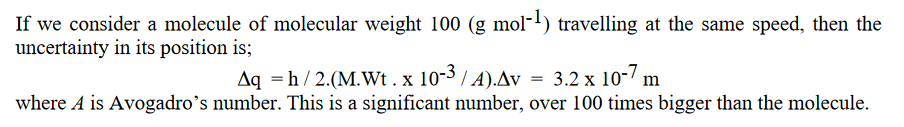 If we consider a molecule of molecular weight 100 (g mol⁻¹) travelling at the same speed, then the
uncertainty in its position is;
Δq = h / 2.(M.Wt . x 10⁻³ / A).Δv = 3.2 x 10⁻⁷ m
where A is Avogadro's number. This is a significant number, over 100 times bigger than the molecule.